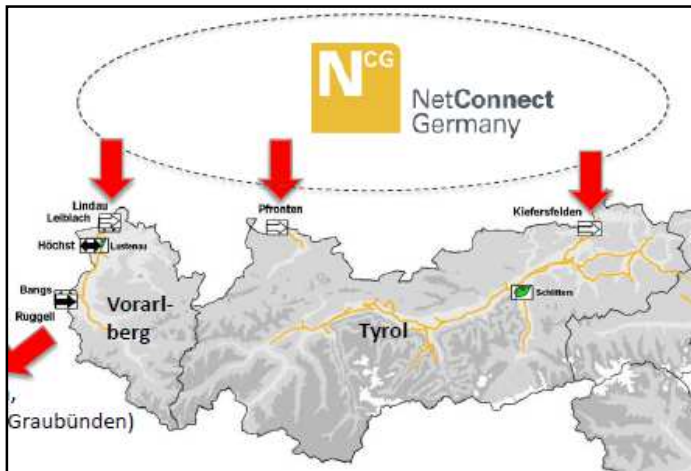 NCG
NetConnect
Germany
Lindau
Leiblach
Pfronten
Kiefersfelden
Höchst
Lustenau
Bangs
Ruggell
Vorarl-
berg
Tyrol
Schlitters
,
Graubünden)